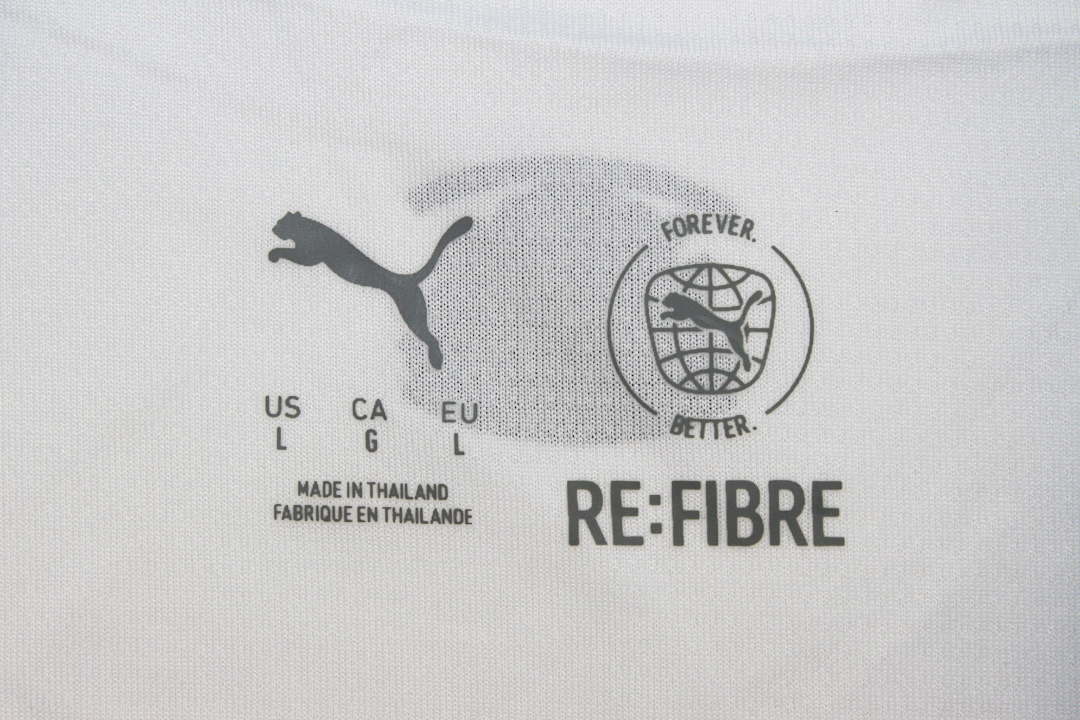 US CA EU
L G L
MADE IN THAILAND
FABRIQUE EN THAILANDE
FOREVER.
BETTER.
RE:FIBRE